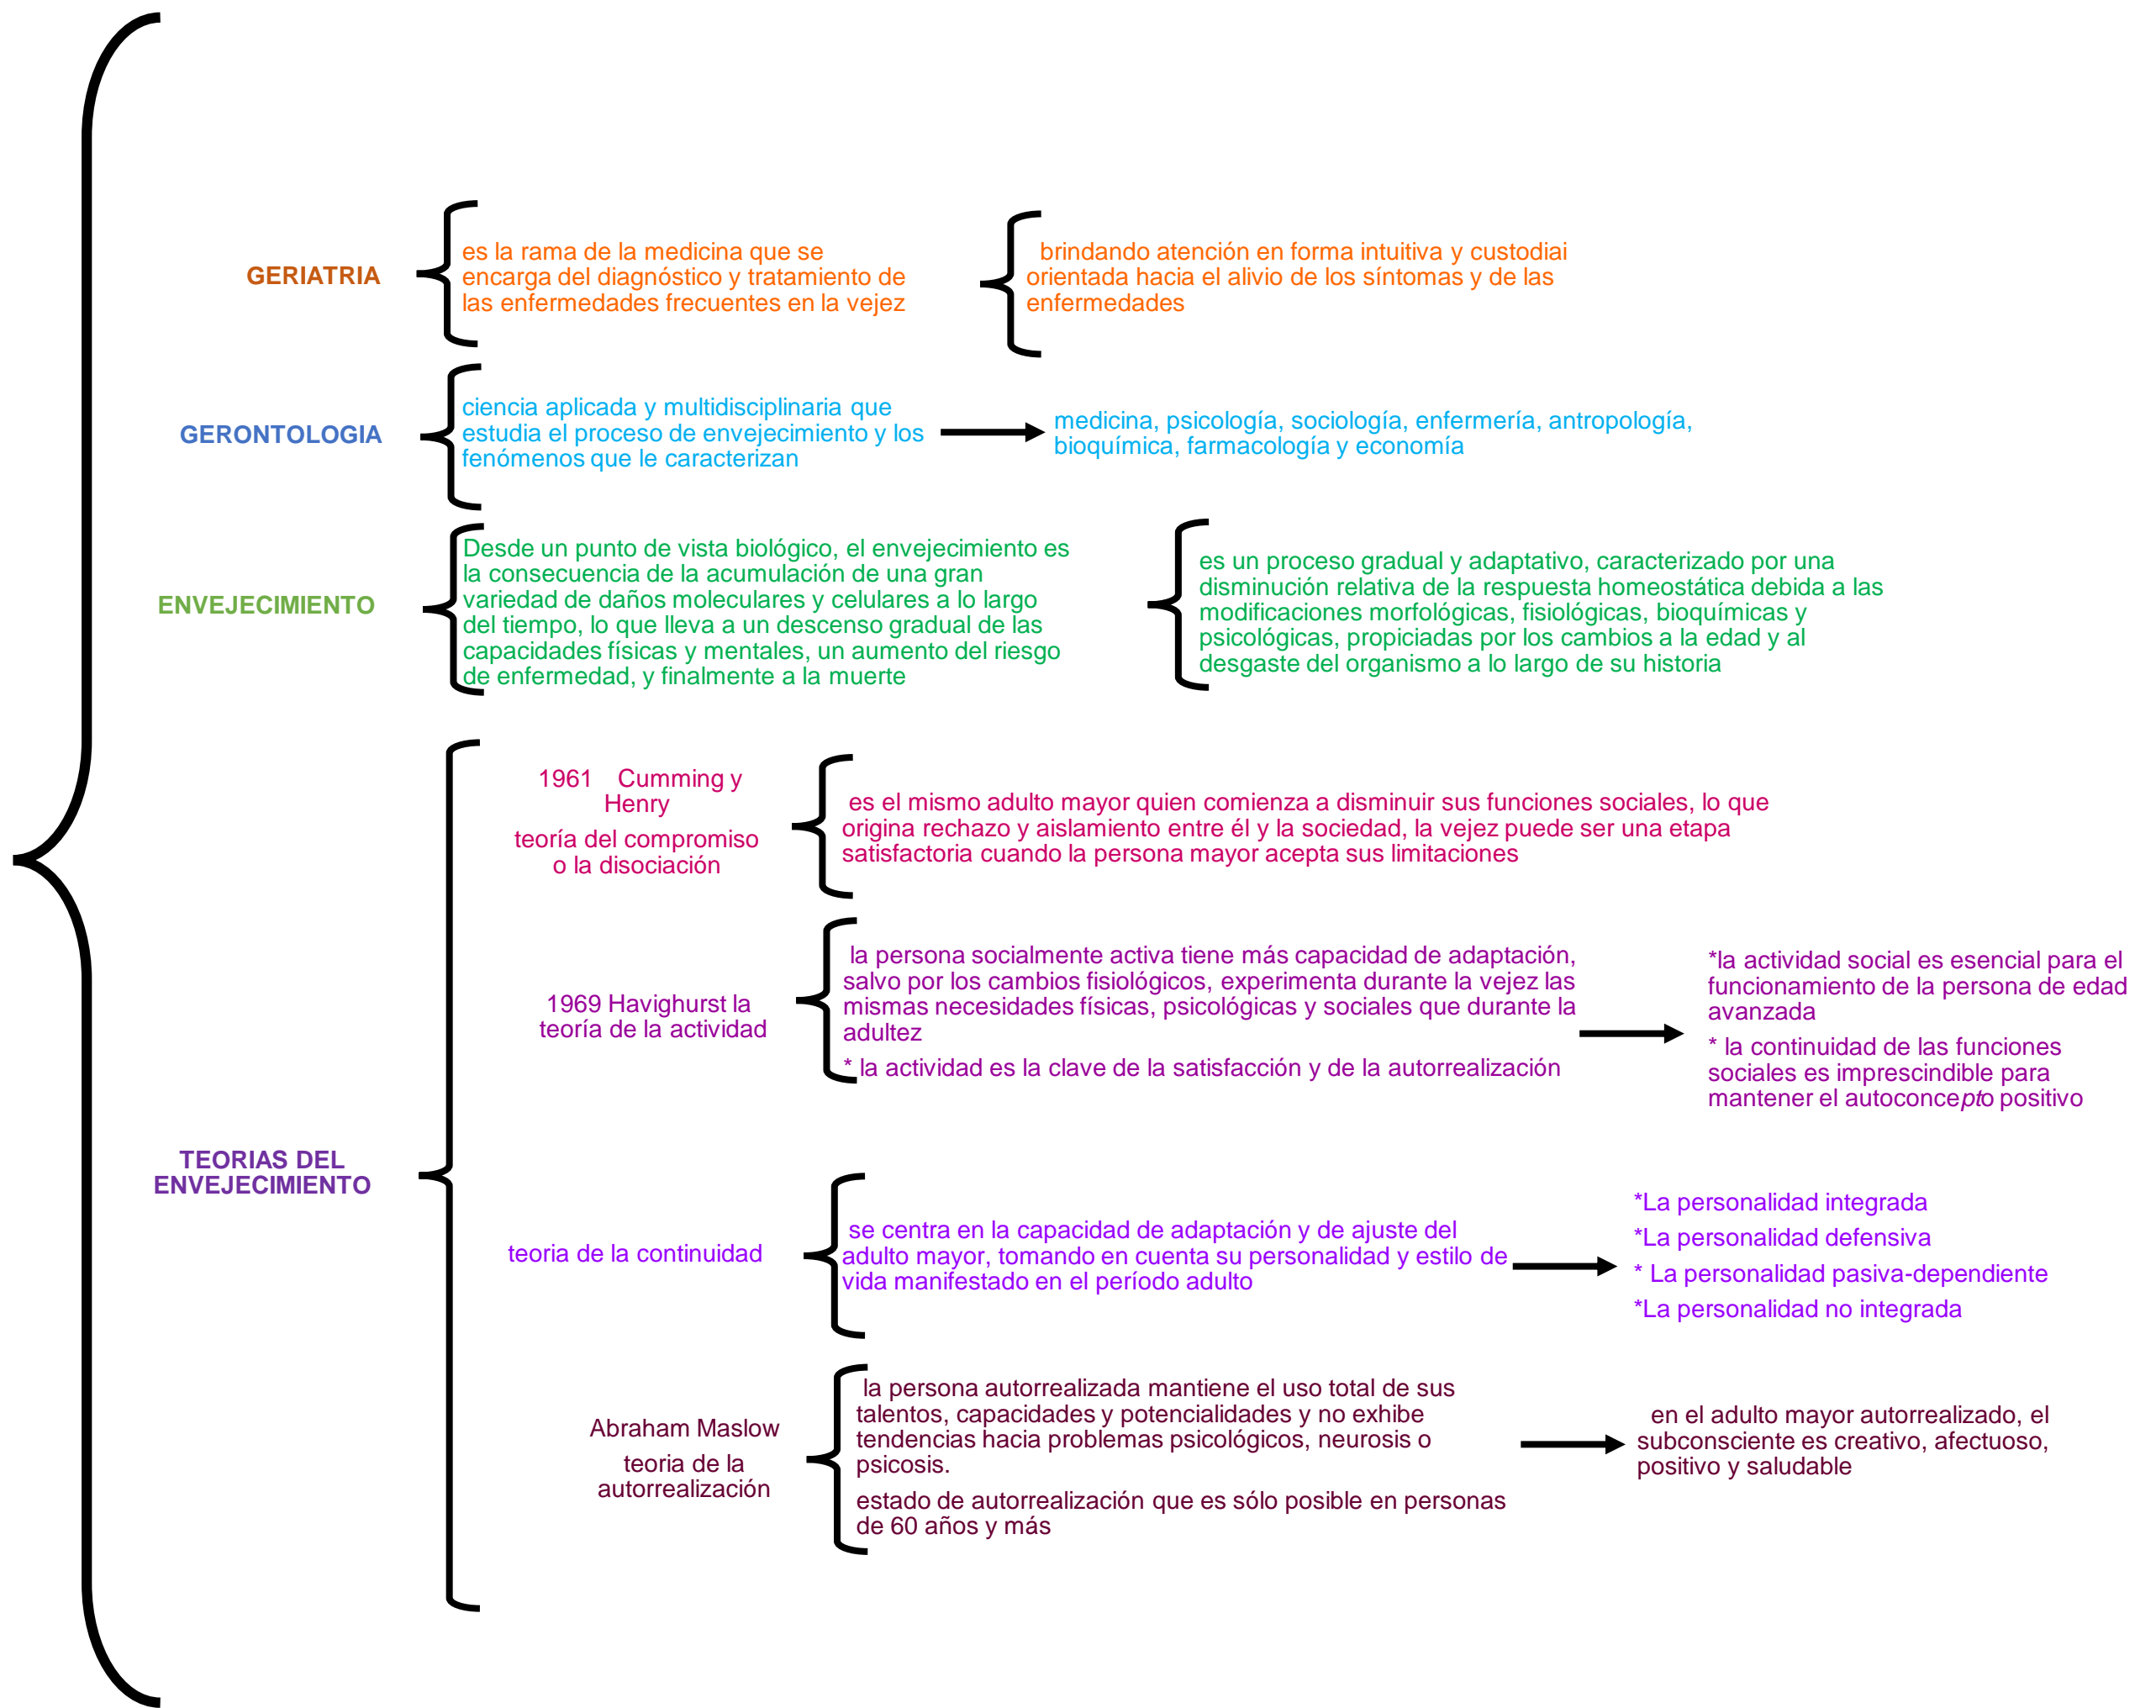 GERIATRIA
es la rama de la medicina que se
encarga del diagnóstico y tratamiento de
las enfermedades frecuentes en la vejez
brindando atención en forma intuitiva y custodiai
orientada hacia el alivio de los síntomas y de las
enfermedades
GERONTOLOGIA
ciencia aplicada y multidisciplinaria que
estudia el proceso de envejecimiento y los
fenómenos que le caracterizan
medicina, psicología, sociología, enfermería, antropología,
bioquímica, farmacología y economía
ENVEJECIMIENTO
Desde un punto de vista biológico, el envejecimiento es
la consecuencia de la acumulación de una gran
variedad de daños moleculares y celulares a lo largo
del tiempo, lo que lleva a un descenso gradual de las
capacidades físicas y mentales, un aumento del riesgo
de enfermedad, y finalmente a la muerte
es un proceso gradual y adaptativo, caracterizado por una
disminución relativa de la respuesta homeostática debida a las
modificaciones morfológicas, fisiológicas, bioquímicas y
psicológicas, propiciadas por los cambios a la edad y al
desgaste del organismo a lo largo de su historia
TEORIAS DEL
ENVEJECIMIENTO
1961 Cumming y
Henry
teoría del compromiso
o la disociación
es el mismo adulto mayor quien comienza a disminuir sus funciones sociales, lo que
origina rechazo y aislamiento entre él y la sociedad, la vejez puede ser una etapa
satisfactoria cuando la persona mayor acepta sus limitaciones
1969 Havighurst la
teoría de la actividad
la persona socialmente activa tiene más capacidad de adaptación,
salvo por los cambios fisiológicos, experimenta durante la vejez las
mismas necesidades físicas, psicológicas y sociales que durante la
adultez
* la actividad es la clave de la satisfacción y de la autorrealización
*la actividad social es esencial para el
funcionamiento de la persona de edad
avanzada
* la continuidad de las funciones
sociales es imprescindible para
mantener el autoconcepto positivo
teoria de la continuidad
se centra en la capacidad de adaptación y de ajuste del
adulto mayor, tomando en cuenta su personalidad y estilo de
vida manifestado en el período adulto
*La personalidad integrada
*La personalidad defensiva
* La personalidad pasiva-dependiente
*La personalidad no integrada
Abraham Maslow
teoria de la
autorrealización
la persona autorrealizada mantiene el uso total de sus
talentos, capacidades y potencialidades y no exhibe
tendencias hacia problemas psicológicos, neurosis o
psicosis.
estado de autorrealización que es sólo posible en personas
de 60 años y más
en el adulto mayor autorrealizado, el
subconsciente es creativo, afectuoso,
positivo y saludable